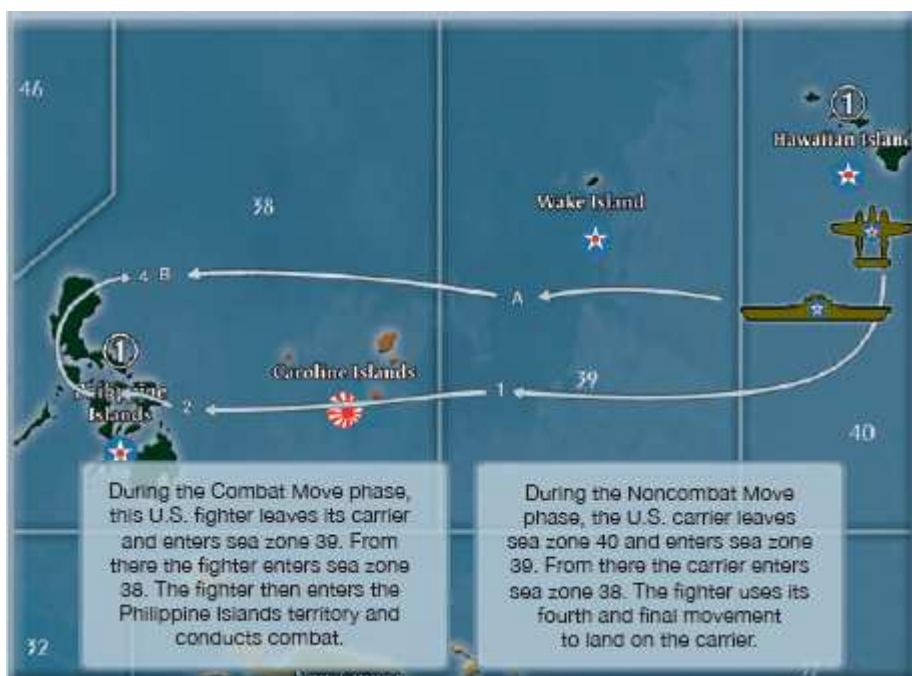 46
1
Hawaiian Island
38
Wake Island
4 B
A
1
Caroline Islands
39
1
Philippine
Islands
2
40
During the Combat Move phase,
this U.S. fighter leaves its carrier
and enters sea zone 39. From
there the fighter enters sea zone
38. The fighter then enters the
Philippine Islands territory and
conducts combat.
During the Noncombat Move
phase, the U.S. carrier leaves
sea zone 40 and enters sea zone
39. From there the carrier enters
sea zone 38. The fighter uses its
fourth and final movement
to land on the carrier.
32